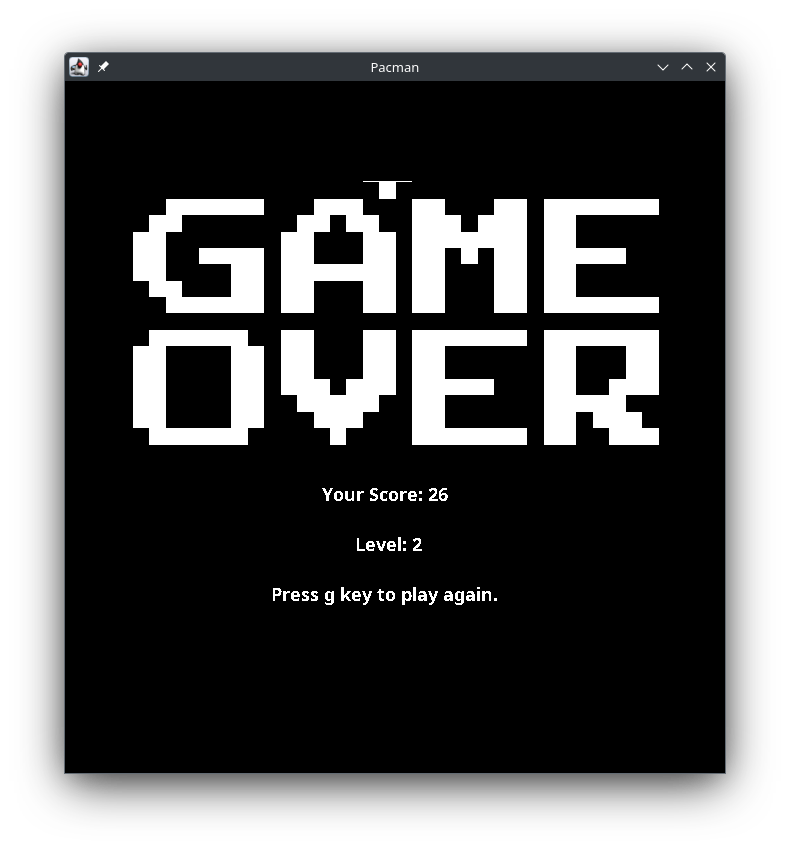 Pacman
GAME
OVER
Your Score: 26
Level: 2
Press g key to play again.